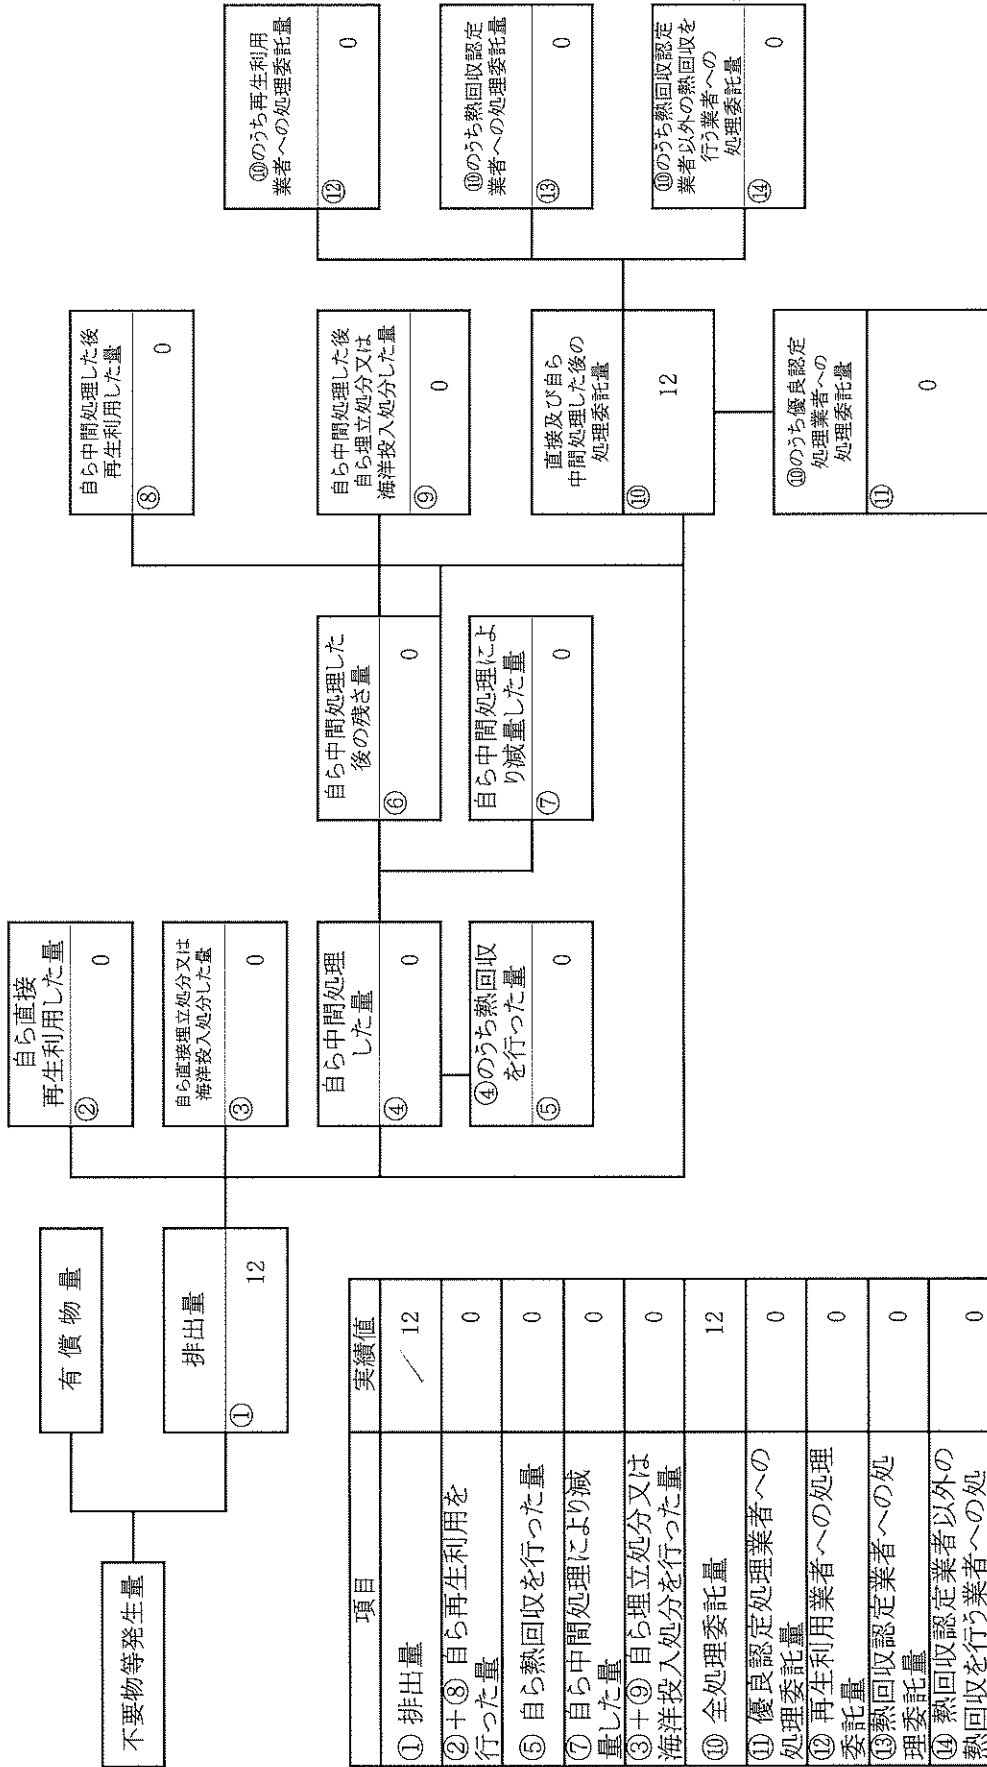 不要物等発生量
有償物量
排出量
①
12
自ら直接
再生利用した量
②
0
自ら直接埋立処分又は
海洋投入処分した量
③
0
自ら中間処理
した量
④
0
④のうち熱回収
を行った量
⑤
0
自ら中間処理した
後の残さ量
⑥
0
自ら中間処理によ
り減量した量
⑦
0
自ら中間処理した後
再生利用した量
⑧
0
自ら中間処理した後
自ら埋立処分又は
海洋投入処分した量
⑨
0
直接及び自ら
中間処理した後の
処理委託量
⑩
12
⑩のうち優良認定
処理業者への
処理委託量
⑪
0
⑩のうち再生利用
業者への処理委託量
⑫
0
⑩のうち熱回収認定
業者への処理委託量
⑬
0
⑩のうち熱回収認定
業者以外の熱回収を
行う業者への
処理委託量
⑭
0
項目 実績値
① 排出量 12
②+⑧ 自ら再生利用を
行った量 0
⑤ 自ら熱回収を行った量 0
⑦ 自ら中間処理により減
量した量 0
③+⑨ 自ら埋立処分又は
海洋投入処分を行った量 0
⑩ 全処理委託量 12
⑪ 優良認定処理業者への
処理委託量 0
⑫ 再生利用業者への処理
委託量 0
⑬熱回収認定業者への処
理委託量 0
⑭ 熱回収認定業者以外の
熱回収を行う業者への処 0